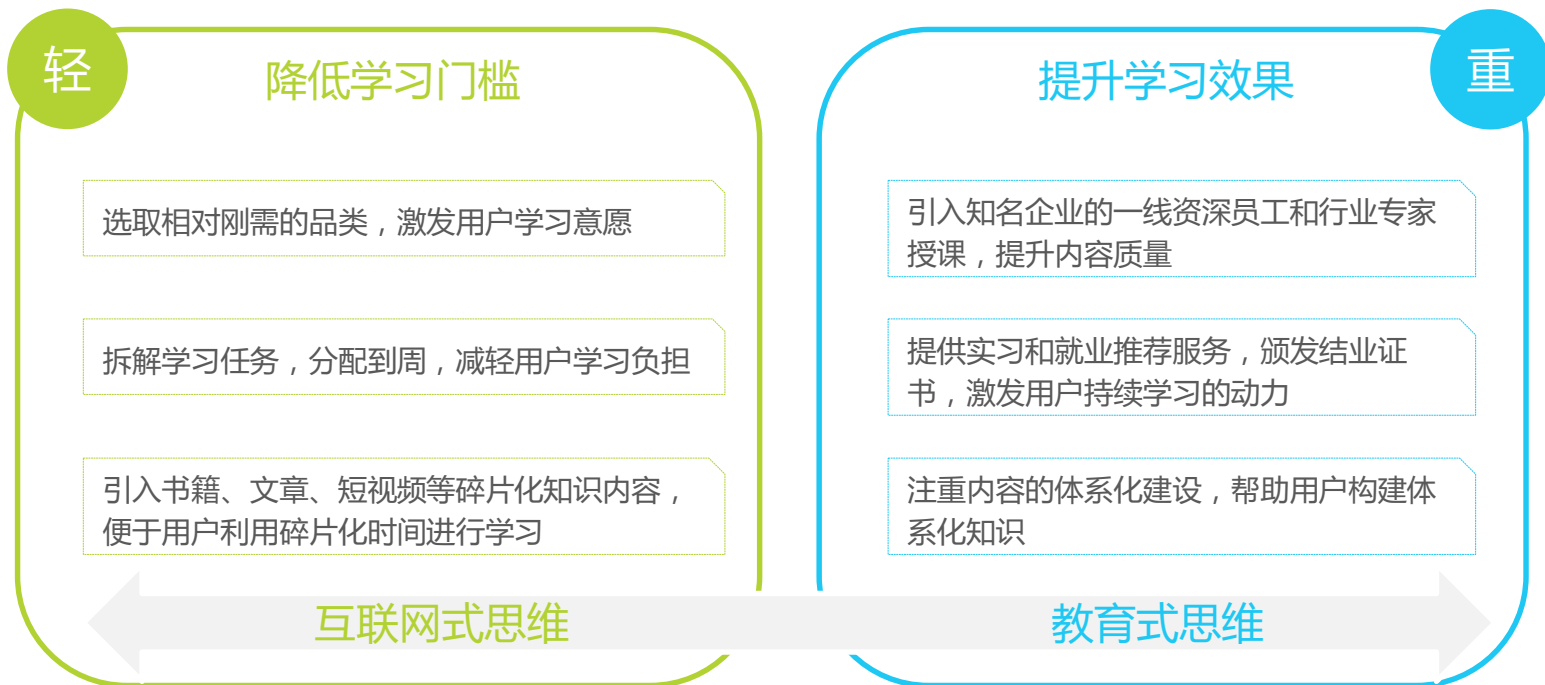 轻
降低学习门槛
选取相对刚需的品类，激发用户学习意愿
拆解学习任务，分配到周，减轻用户学习负担
引入书籍、文章、短视频等碎片化知识内容，
便于用户利用碎片化时间进行学习
互联网式思维
重
提升学习效果
引入知名企业的一线资深员工和行业专家
授课，提升内容质量
提供实习和就业推荐服务，颁发结业证
书，激发用户持续学习的动力
注重内容的体系化建设，帮助用户构建体
系化知识
教育式思维